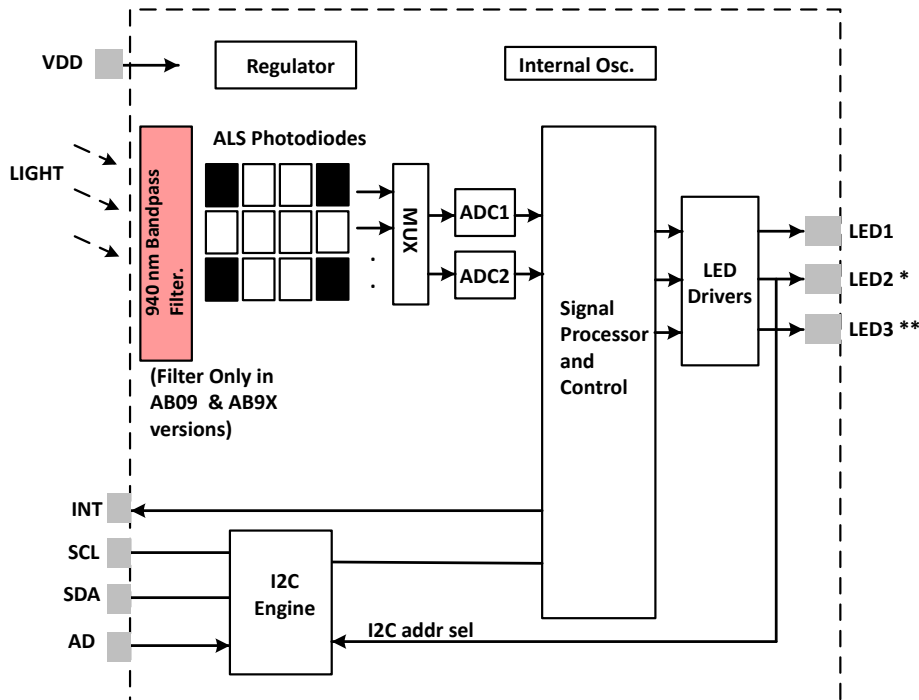 VDD
Regulator
Internal Osc.
ALS Photodiodes
LIGHT
940 nm Bandpass
Filter.
MUX
ADC1
ADC2
Signal
Processor
and
Control
LED
Drivers
LED1
LED2 *
LED3 **
(Filter Only in
AB09 & AB9X
versions)
INT
SCL
SDA
AD
I2C
Engine
I2C addr sel